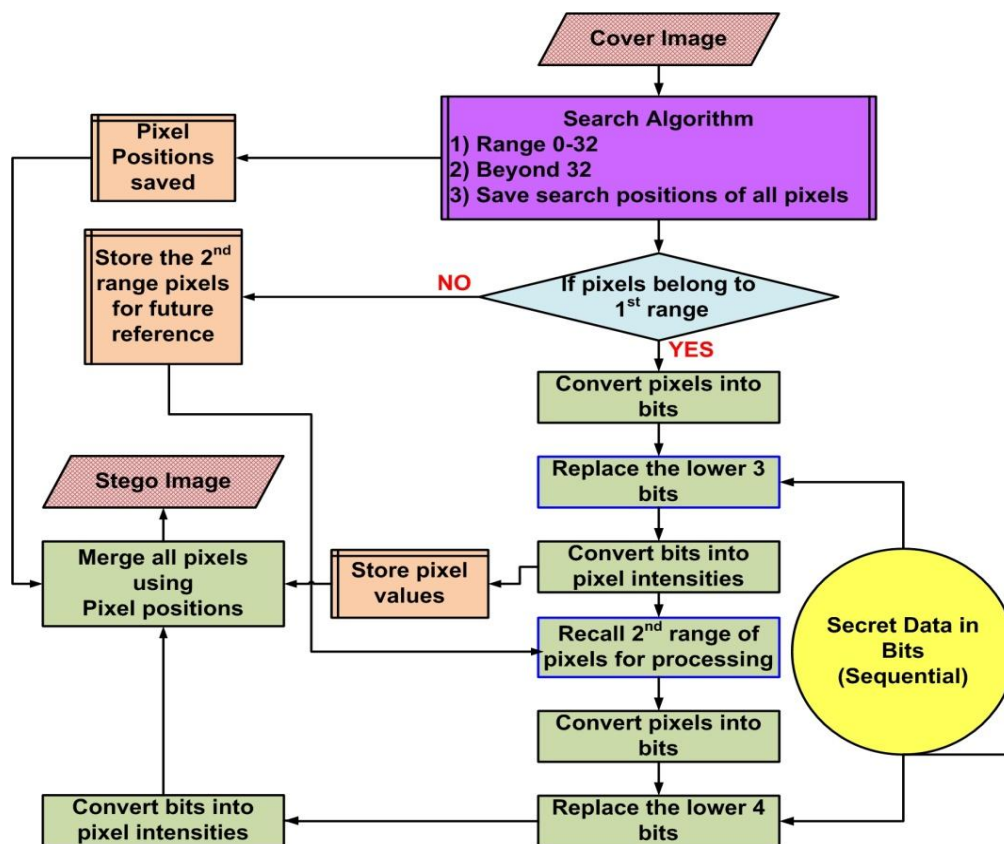 Cover Image
Search Algorithm
1) Range 0-32
2) Beyond 32
3) Save search positions of all pixels
Pixel
Positions
saved
Store the 2nd
range pixels
for future
reference
NO
If pixels belong to
1st range
YES
Convert pixels into
bits
Replace the lower 3
bits
Stego Image
Merge all pixels
using
Pixel positions
Store pixel
values
Convert bits into
pixel intensities
Recall 2nd range of
pixels for processing
Secret Data in
Bits
(Sequential)
Convert pixels into
bits
Convert bits into
pixel intensities
Replace the lower 4
bits